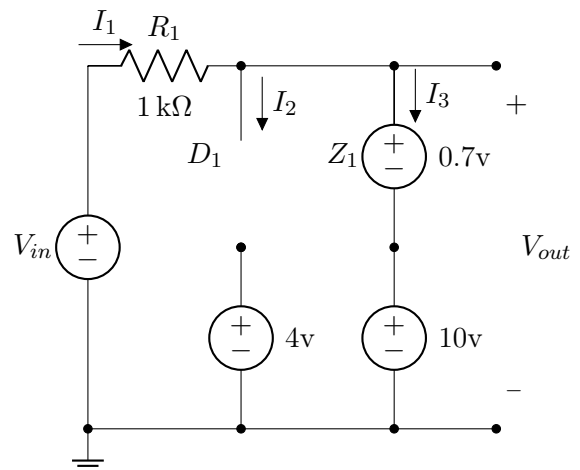 I1
R1
1 kΩ
I2
I3
+
D1
Z1
+
−
0.7v
Vin
+
−
Vout
+
−
4v
+
−
10v
–